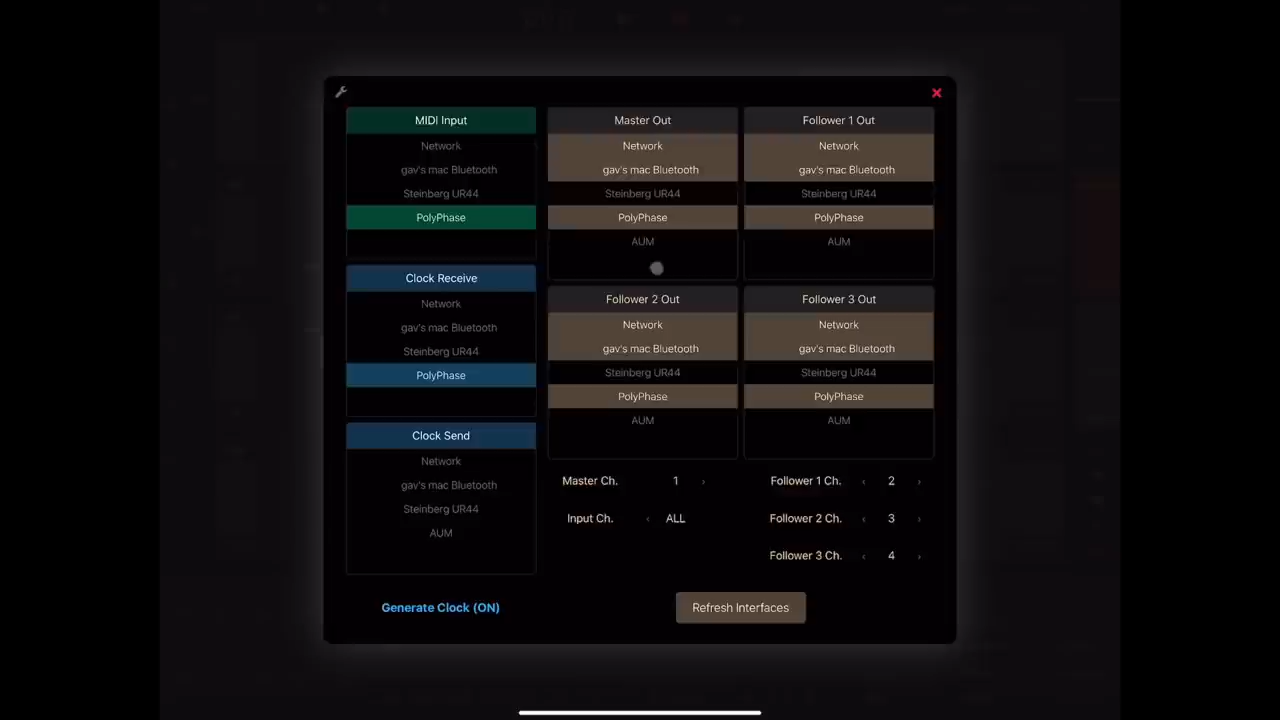 MIDI Input
Network
gav's mac Bluetooth
Steinberg UR44
PolyPhase
Clock Receive
Network
gav's mac Bluetooth
Steinberg UR44
PolyPhase
Clock Send
Network
gav's mac Bluetooth
Steinberg UR44
AUM
Generate Clock (ON)
Master Out
Network
gav's mac Bluetooth
Steinberg UR44
PolyPhase
AUM
Follower 1 Out
Network
gav's mac Bluetooth
Steinberg UR44
PolyPhase
AUM
Follower 2 Out
Network
gav's mac Bluetooth
Steinberg UR44
PolyPhase
AUM
Follower 3 Out
Network
gav's mac Bluetooth
Steinberg UR44
PolyPhase
AUM
Master Ch. 1 ›
Input Ch. ‹ ALL
Follower 1 Ch. ‹ 2 ›
Follower 2 Ch. ‹ 3 ›
Follower 3 Ch. ‹ 4 ›
Refresh Interfaces